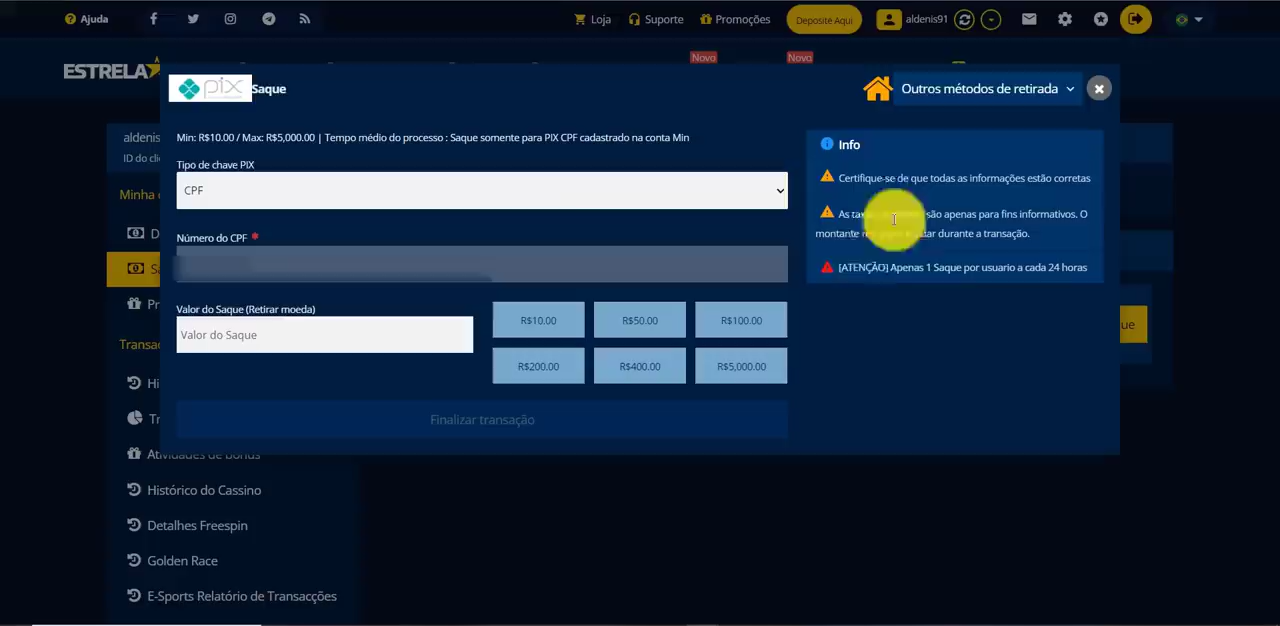 Ajuda
Loja
Suporte
Promoções
Deposite Aqui
aldenis91
ESTRELA
Novo
Novo
pix
Saque
Outros métodos de retirada
Min: R$10.00 / Max: R$5,000.00 | Tempo médio do processo : Saque somente para PIX CPF cadastrado na conta Min
Tipo de chave PIX
CPF
Número do CPF *
Valor do Saque (Retirar moeda)
Valor do Saque
R$10.00
R$50.00
R$100.00
R$200.00
R$400.00
R$5,000.00
Finalizar transação
Info
Certifique-se de que todas as informações estão corretas
As são apenas para fins informativos. O
montante durante a transação.
[ATENÇÃO] Apenas 1 Saque por usuario a cada 24 horas
aldenis
ID do cli
Minha
Atividades de Bônus
Histórico do Cassino
Detalhes Freespin
Golden Race
E-Sports Relatório de Transacções